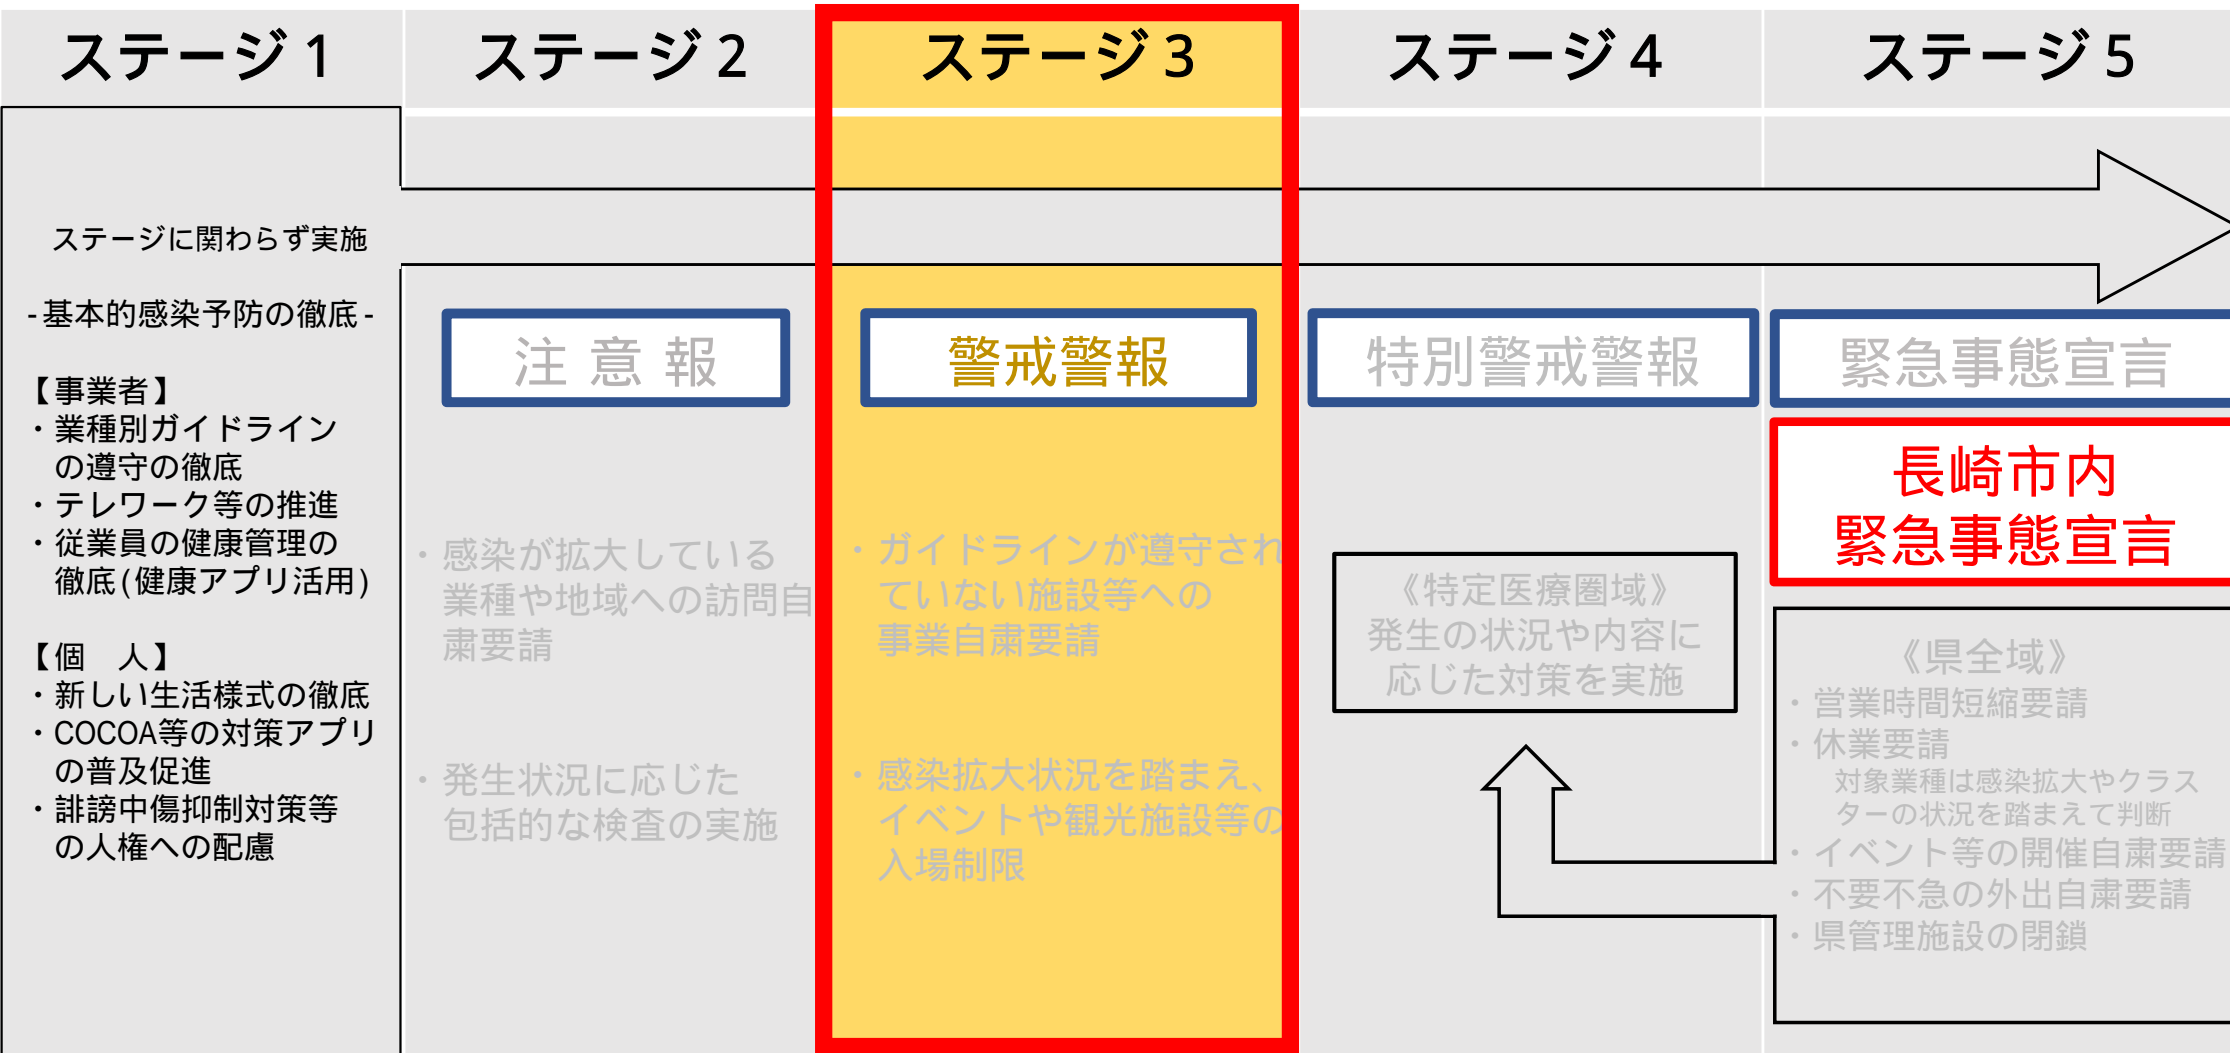 ステージ１
ステージ２
ステージ３
ステージ４
ステージ５
ステージに関わらず実施
-基本的感染予防の徹底-
【事業者】
・業種別ガイドライン
の遵守の徹底
・テレワーク等の推進
・従業員の健康管理の
徹底(健康アプリ活用)
【個　人】
・新しい生活様式の徹底
・COCOA等の対策アプリ
の普及促進
・誹謗中傷抑制対策等
の人権への配慮
注 意 報
・感染が拡大している
業種や地域への訪問自
粛要請
・発生状況に応じた
包括的な検査の実施
警戒警報
・ガイドラインが遵守され
ていない施設等への
事業自粛要請
・感染拡大状況を踏まえ、
イベントや観光施設等の
入場制限
特別警戒警報
《特定医療圏域》
発生の状況や内容に
応じた対策を実施
緊急事態宣言
長崎市内
緊急事態宣言
《県全域》
・営業時間短縮要請
・休業要請
対象業種は感染拡大やクラス
ターの状況を踏まえて判断
・イベント等の開催自粛要請
・不要不急の外出自粛要請
・県管理施設の閉鎖